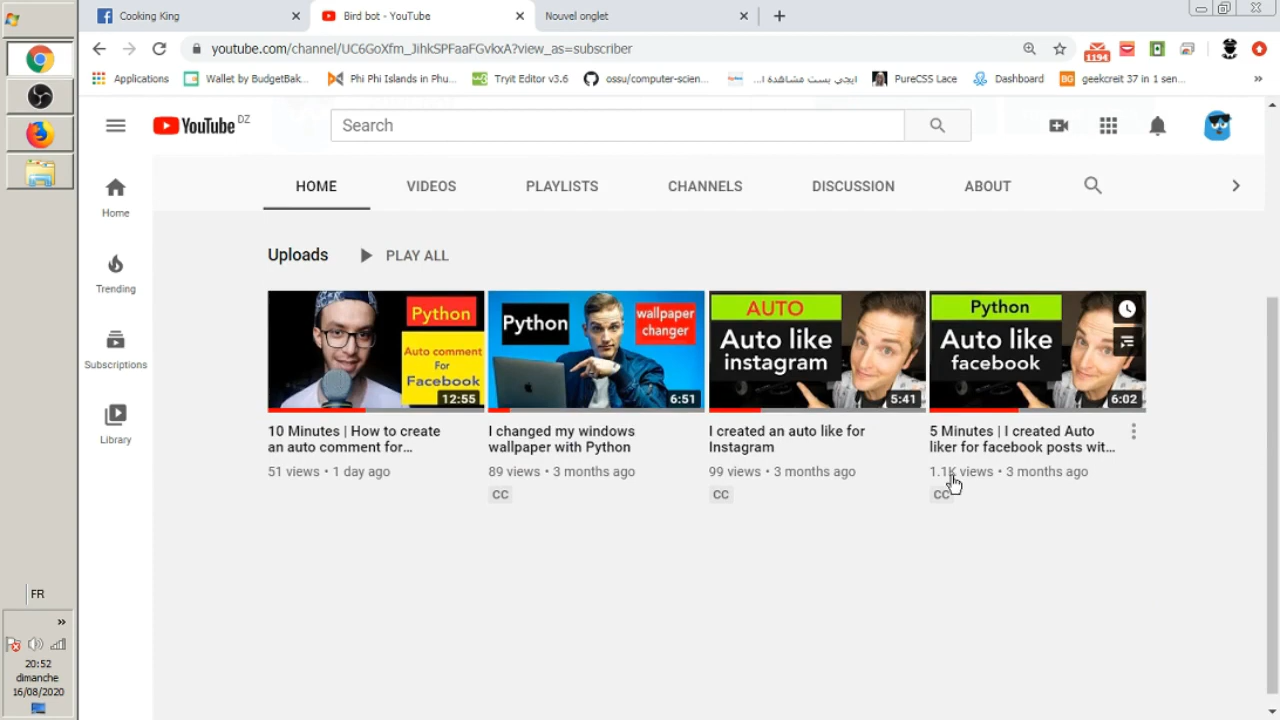 Cooking King
Bird bot - YouTube
Nouvel onglet
youtube.com/channel/UC6GoXfm_JihkSPFaaFGvkxA?view_as=subscriber
1194
Applications
Wallet by BudgetBak...
Phi Phi Islands in Phu...
Tryit Editor v3.6
ossu/computer-scien...
ايجي بست مشاهدة ا...
PureCSS Lace
Dashboard
BG
geekcreit 37 in 1 sen...
»
YouTube DZ
Search
HOME
VIDEOS
PLAYLISTS
CHANNELS
DISCUSSION
ABOUT
Home
Trending
Subscriptions
Library
Uploads
PLAY ALL
Python
Auto comment
For
Facebook
12:55
10 Minutes | How to create
an auto comment for...
51 views • 1 day ago
Python
wallpaper
changer
6:51
I changed my windows
wallpaper with Python
89 views • 3 months ago
CC
AUTO
Auto like
instagram
5:41
I created an auto like for
Instagram
99 views • 3 months ago
CC
Python
Auto like
facebook
6:02
5 Minutes | I created Auto
liker for facebook posts wit...
1.1K views • 3 months ago
CC
FR
»
20:52
dimanche
16/08/2020